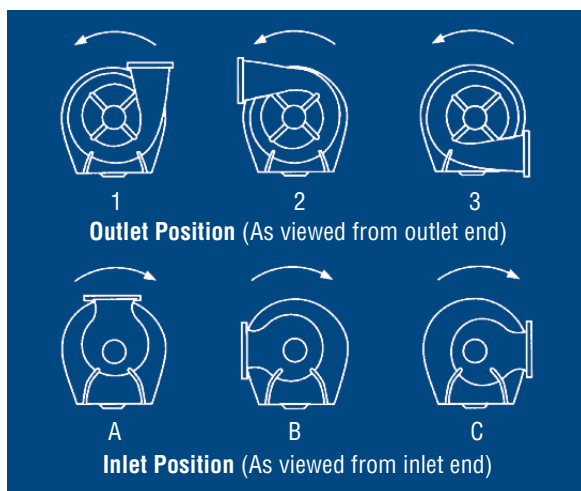 1 2 3
Outlet Position (As viewed from outlet end)
A B C
Inlet Position (As viewed from inlet end)